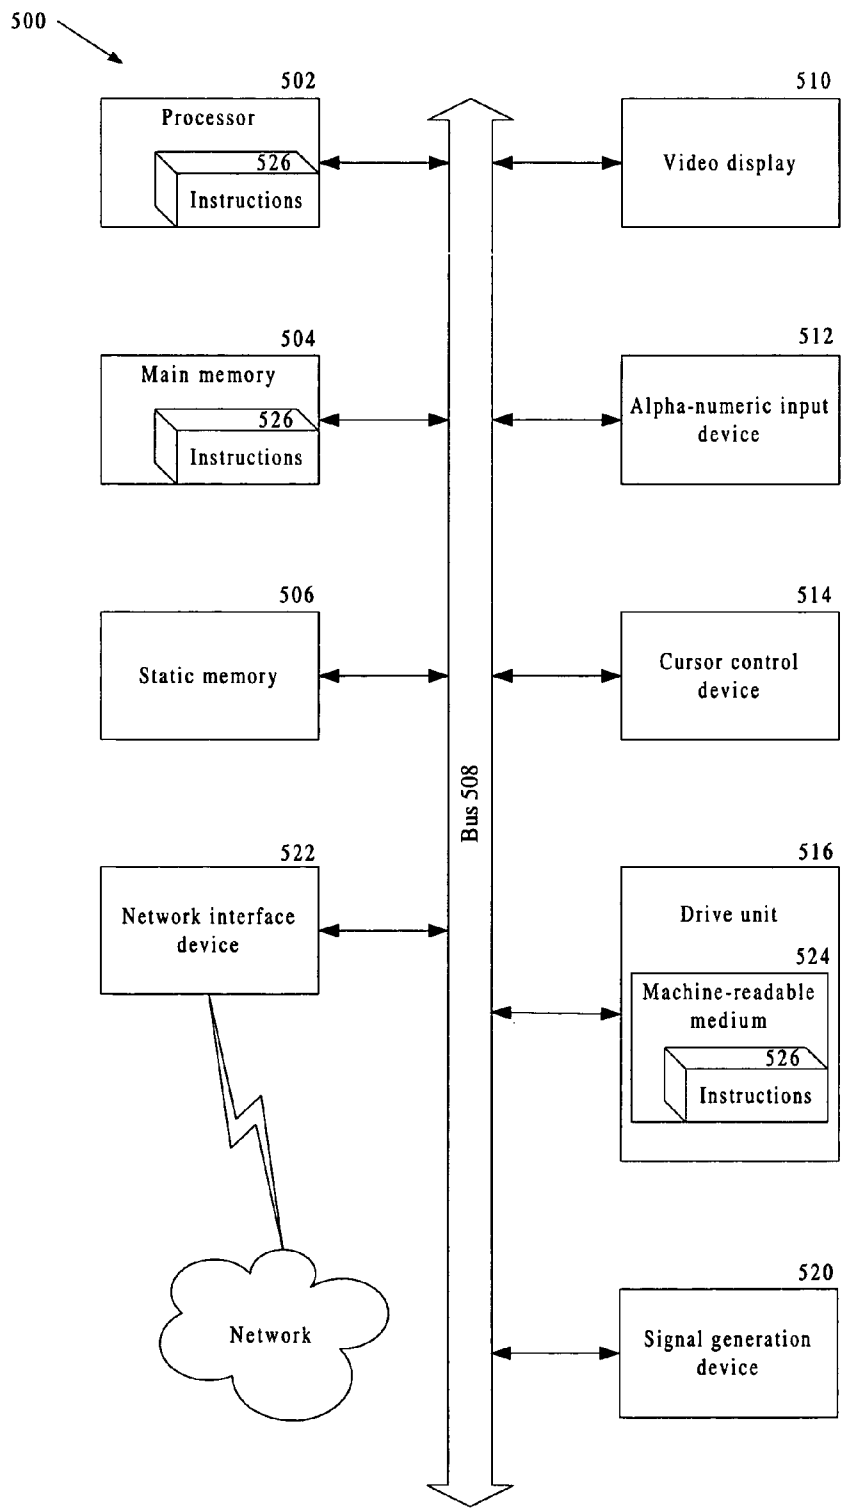 500
502
Processor
526
Instructions
504
Main memory
526
Instructions
506
Static memory
522
Network interface
device
Network
Bus 508
510
Video display
512
Alpha-numeric input
device
514
Cursor control
device
516
Drive unit
524
Machine-readable
medium
526
Instructions
520
Signal generation
device